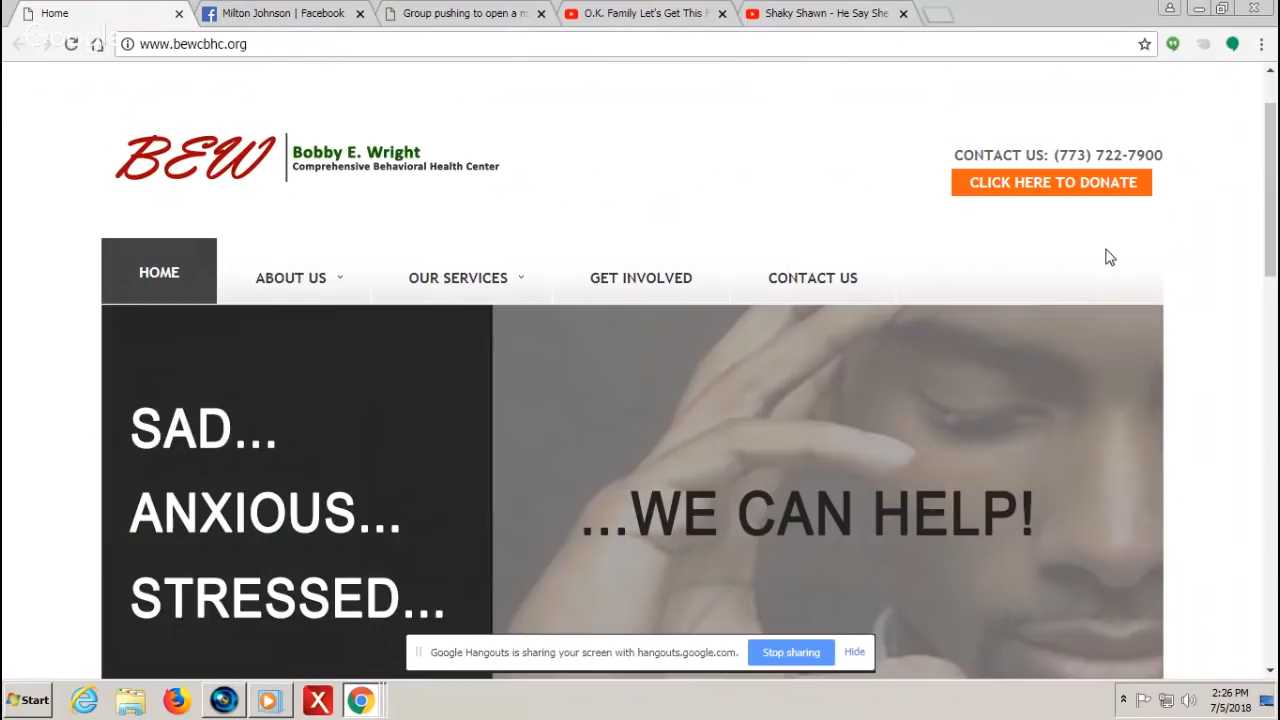 Home
Milton Johnson | Facebook
Group pushing to open a m
O.K. Family Let's Get This F
Shaky Shawn - He Say She
Google
www.bewcbhc.org
BEW
Bobby E. Wright
Comprehensive Behavioral Health Center
CONTACT US: (773) 722-7900
CLICK HERE TO DONATE
HOME
ABOUT US
OUR SERVICES
GET INVOLVED
CONTACT US
SAD...
ANXIOUS...
STRESSED...
...WE CAN HELP!
Google Hangouts is sharing your screen with hangouts.google.com.
Stop sharing
Hide
Start
2:26 PM
7/5/2018